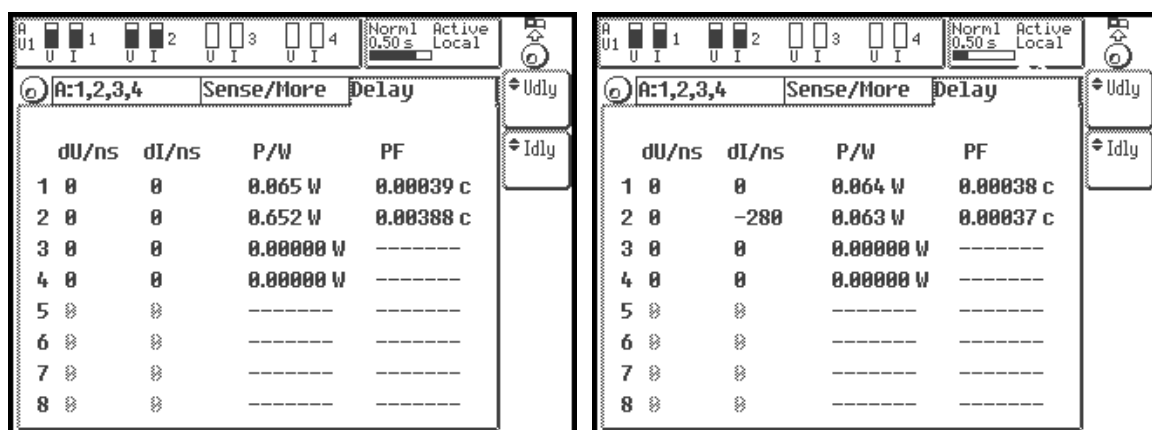 A
U1 1 2 3 4 Norml Active
0.50 s Local
U I U I U I U I
A:1,2,3,4 Sense/More Delay
Udly
Idly
dU/ns dI/ns P/W PF
1 0 0 0.065 W 0.00039 c
2 0 0 0.652 W 0.00388 c
3 0 0 0.00000 W -------
4 0 0 0.00000 W -------
5 0 0 ------- -------
6 0 0 ------- -------
7 0 0 ------- -------
8 0 0 ------- -------
A
U1 1 2 3 4 Norml Active
0.50 s Local
U I U I U I U I
A:1,2,3,4 Sense/More Delay
Udly
Idly
dU/ns dI/ns P/W PF
1 0 0 0.064 W 0.00038 c
2 0 -280 0.063 W 0.00037 c
3 0 0 0.00000 W -------
4 0 0 0.00000 W -------
5 0 0 ------- -------
6 0 0 ------- -------
7 0 0 ------- -------
8 0 0 ------- -------